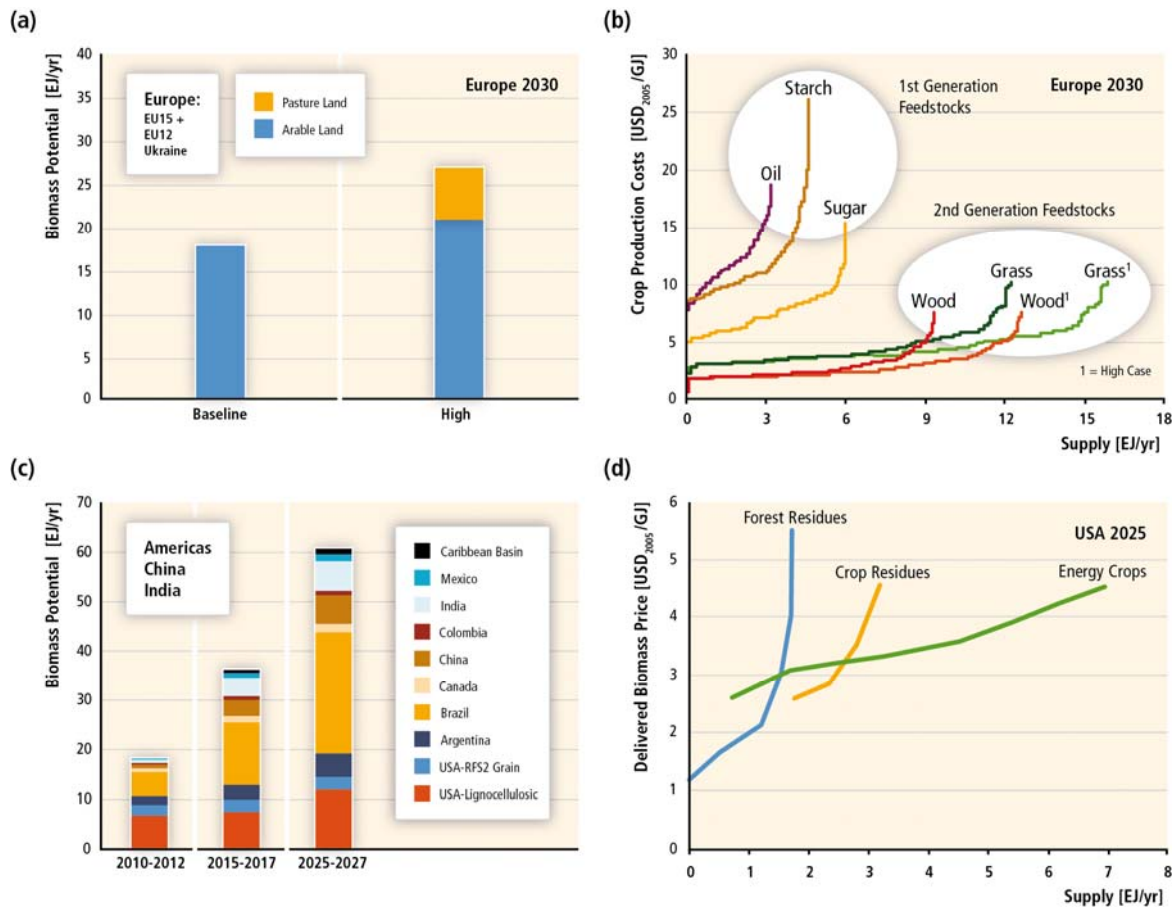 (a)
Biomass Potential [EJ/yr]
40
35
30
25
20
15
10
5
0
Europe:
EU15 +
EU12
Ukraine
Pasture Land
Arable Land
Europe 2030
Baseline
High
(b)
Crop Production Costs [USD2005/GJ]
30
25
20
15
10
5
0
Europe 2030
1st Generation
Feedstocks
Starch
Oil
Sugar
2nd Generation Feedstocks
Grass
Grass1
Wood
Wood1
1 = High Case
0
3
6
9
12
15
18
Supply [EJ/yr]
(c)
Biomass Potential [EJ/yr]
70
60
50
40
30
20
10
0
Americas
China
India
Caribbean Basin
Mexico
India
Colombia
China
Canada
Brazil
Argentina
USA-RFS2 Grain
USA-Lignocellulosic
2010-2012
2015-2017
2025-2027
(d)
Delivered Biomass Price [USD2005/GJ]
6
5
4
3
2
1
0
Forest Residues
USA 2025
Crop Residues
Energy Crops
0
1
2
3
4
5
6
7
8
Supply [EJ/yr]